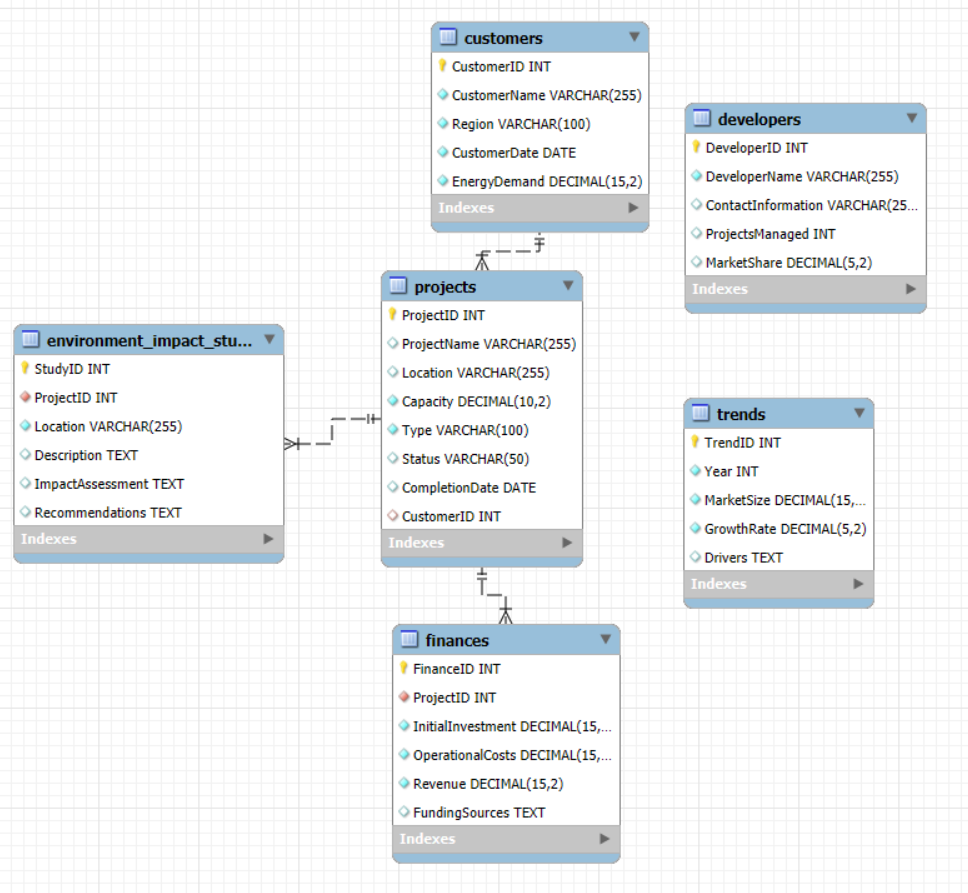 customers
CustomerID INT
CustomerName VARCHAR(255)
Region VARCHAR(100)
CustomerDate DATE
EnergyDemand DECIMAL(15,2)
Indexes
developers
DeveloperID INT
DeveloperName VARCHAR(255)
ContactInformation VARCHAR(25...
ProjectsManaged INT
MarketShare DECIMAL(5,2)
Indexes
projects
ProjectID INT
ProjectName VARCHAR(255)
Location VARCHAR(255)
Capacity DECIMAL(10,2)
Type VARCHAR(100)
Status VARCHAR(50)
CompletionDate DATE
CustomerID INT
Indexes
environment_impact_stu...
StudyID INT
ProjectID INT
Location VARCHAR(255)
Description TEXT
ImpactAssessment TEXT
Recommendations TEXT
Indexes
trends
TrendID INT
Year INT
MarketSize DECIMAL(15,...
GrowthRate DECIMAL(5,2)
Drivers TEXT
Indexes
finances
FinanceID INT
ProjectID INT
InitialInvestment DECIMAL(15,...
OperationalCosts DECIMAL(15,...
Revenue DECIMAL(15,2)
FundingSources TEXT
Indexes